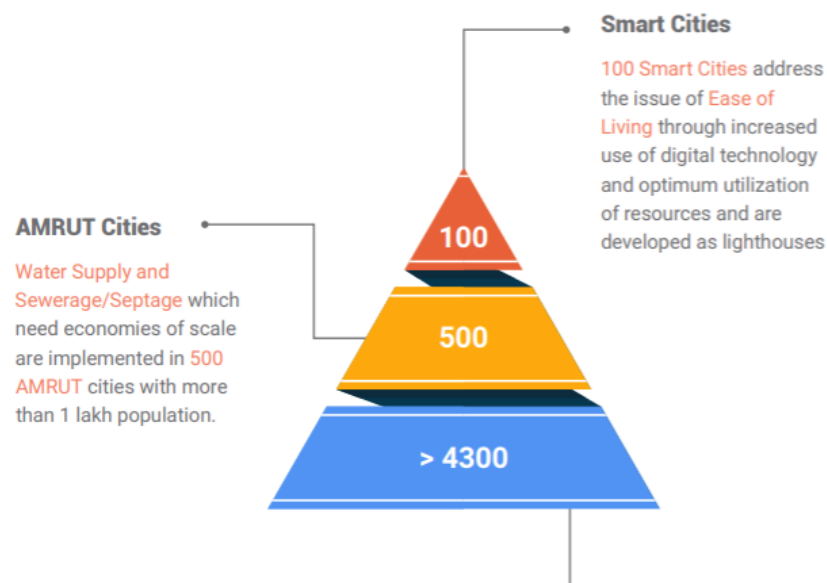 Smart Cities
100 Smart Cities address
the issue of Ease of
Living through increased
use of digital technology
and optimum utilization
of resources and are
developed as lighthouses
AMRUT Cities
Water Supply and
Sewerage/Septage which
need economies of scale
are implemented in 500
AMRUT cities with more
than 1 lakh population.
100
500
> 4300